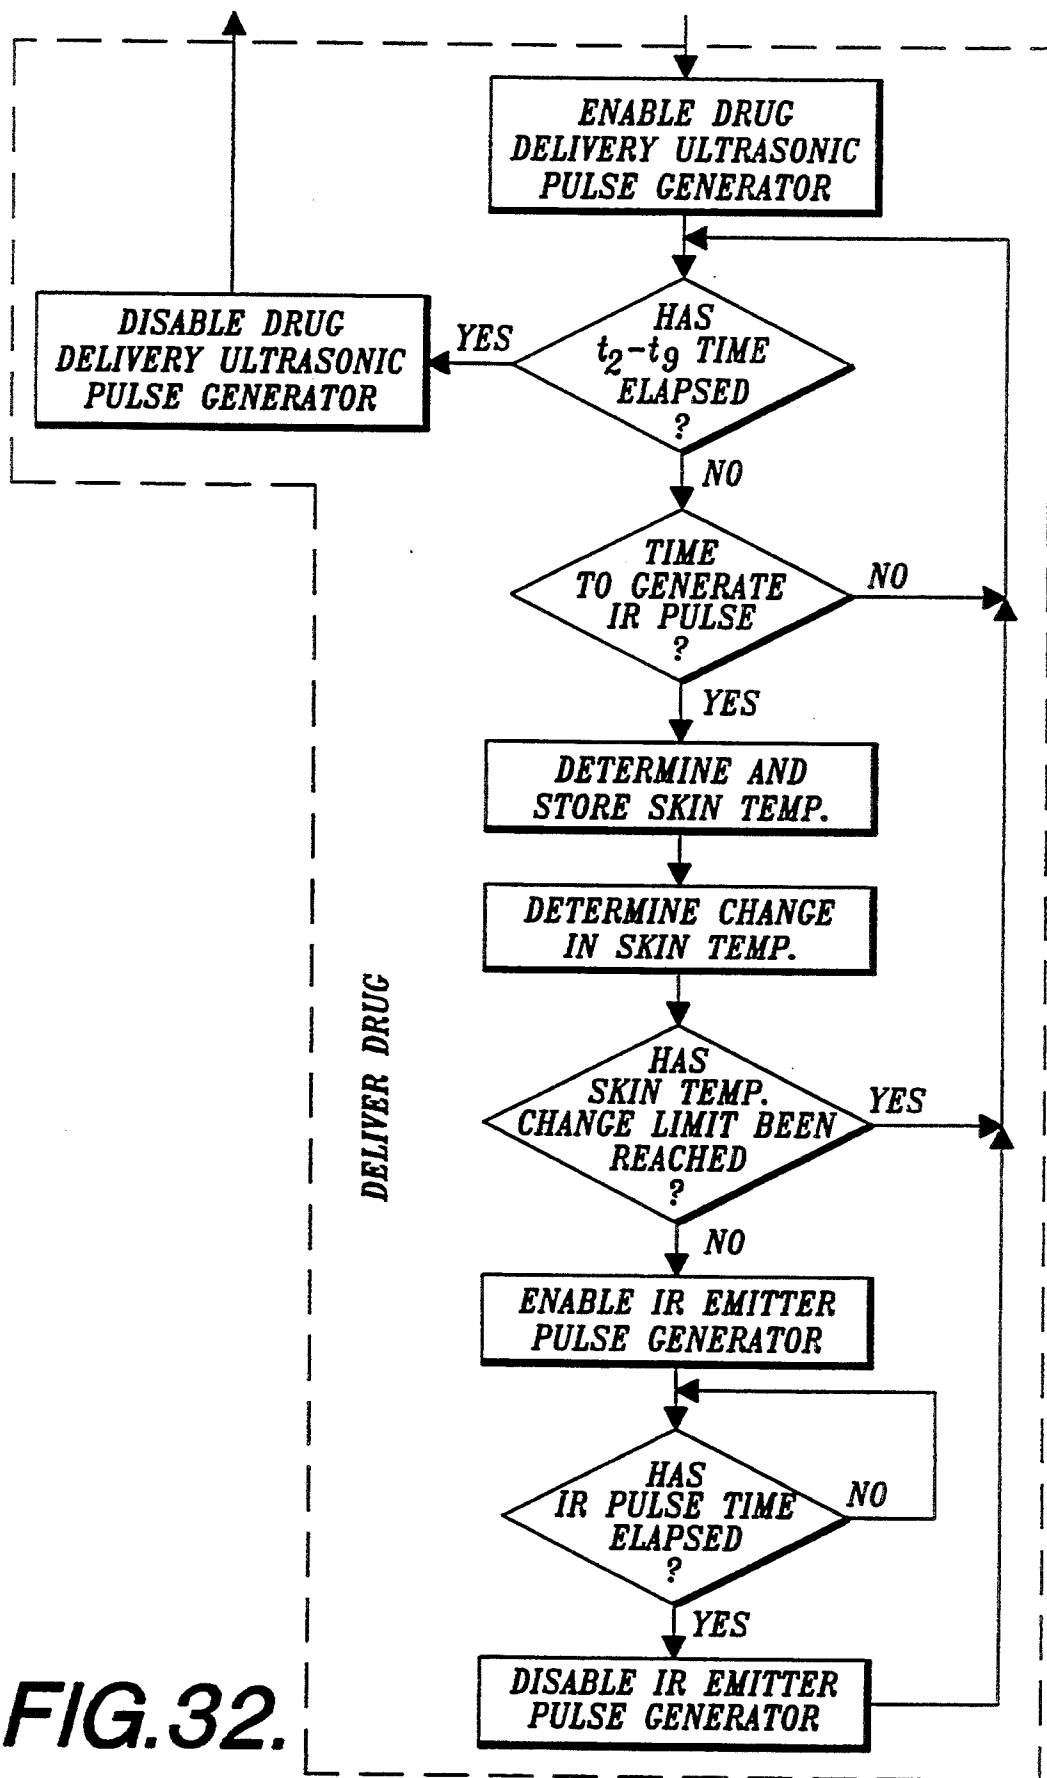 ENABLE DRUG
DELIVERY ULTRASONIC
PULSE GENERATOR
HAS
t₂-t₉ TIME
ELAPSED
?
YES
DISABLE DRUG
DELIVERY ULTRASONIC
PULSE GENERATOR
NO
TIME
TO GENERATE
IR PULSE
?
NO
YES
DETERMINE AND
STORE SKIN TEMP.
DETERMINE CHANGE
IN SKIN TEMP.
HAS
SKIN TEMP.
CHANGE LIMIT BEEN
REACHED
?
YES
NO
DELIVER DRUG
ENABLE IR EMITTER
PULSE GENERATOR
HAS
IR PULSE TIME
ELAPSED
?
NO
YES
DISABLE IR EMITTER
PULSE GENERATOR
FIG.32.